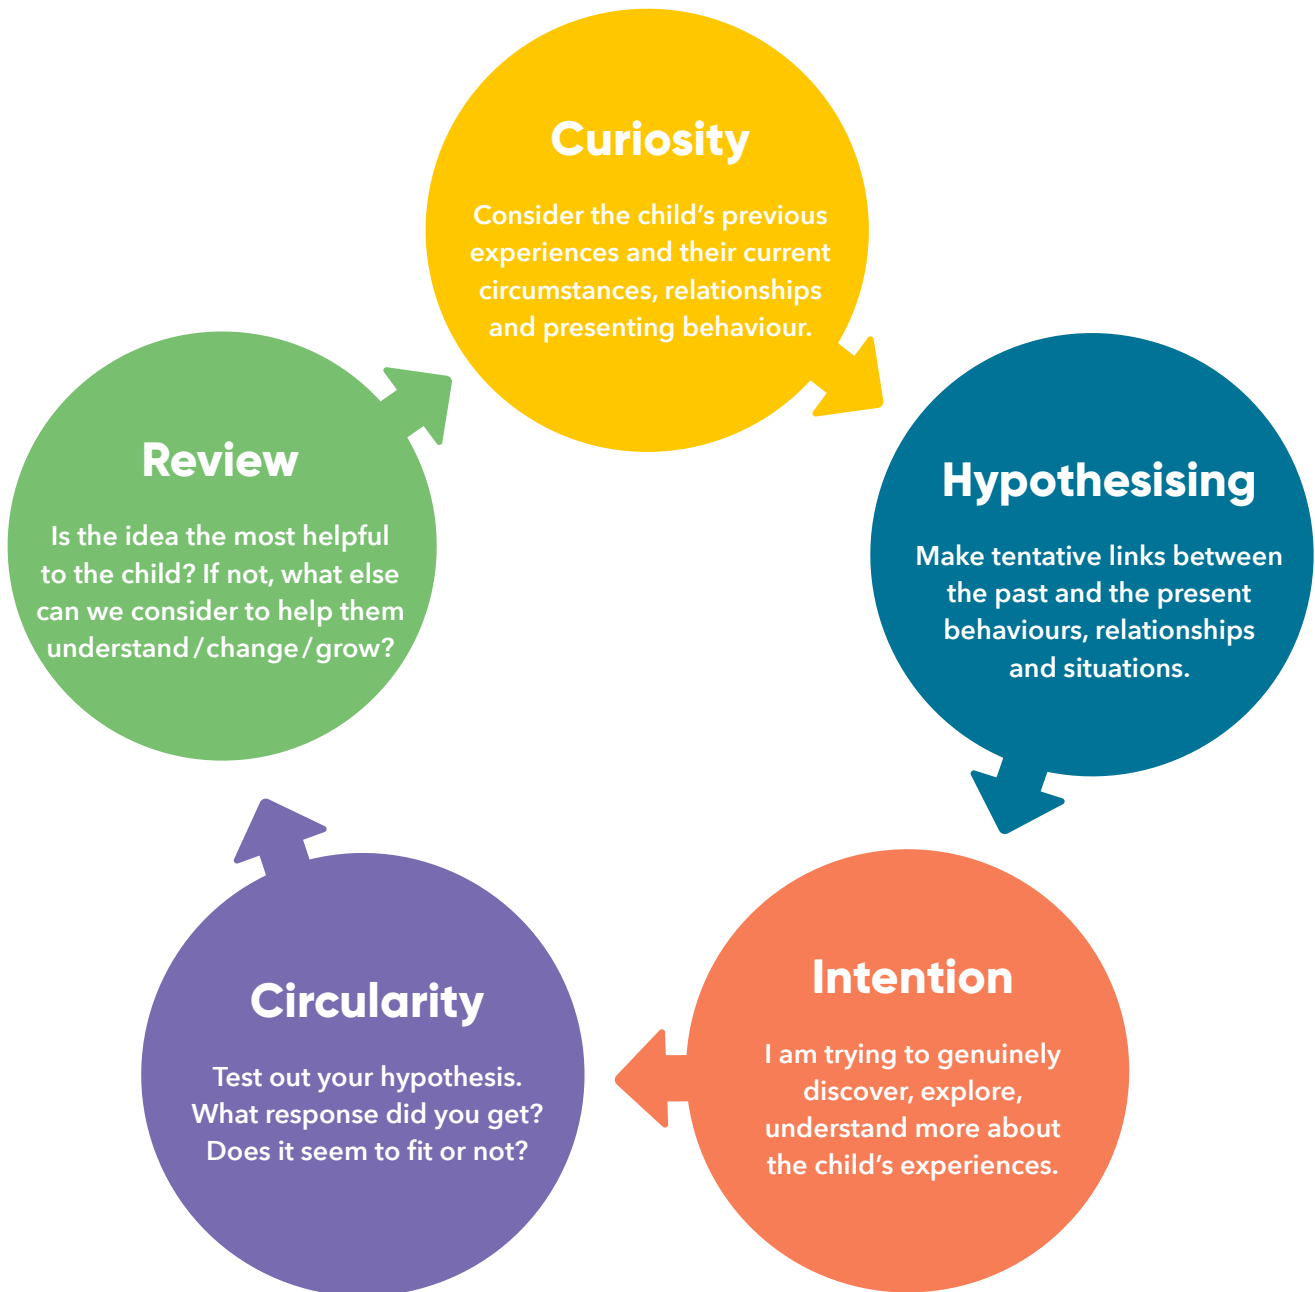 Curiosity
Consider the child's previous
experiences and their current
circumstances, relationships
and presenting behaviour.
Hypothesising
Make tentative links between
the past and the present
behaviours, relationships
and situations.
Intention
I am trying to genuinely
discover, explore,
understand more about
the child's experiences.
Circularity
Test out your hypothesis.
What response did you get?
Does it seem to fit or not?
Review
Is the idea the most helpful
to the child? If not, what else
can we consider to help them
understand / change / grow?